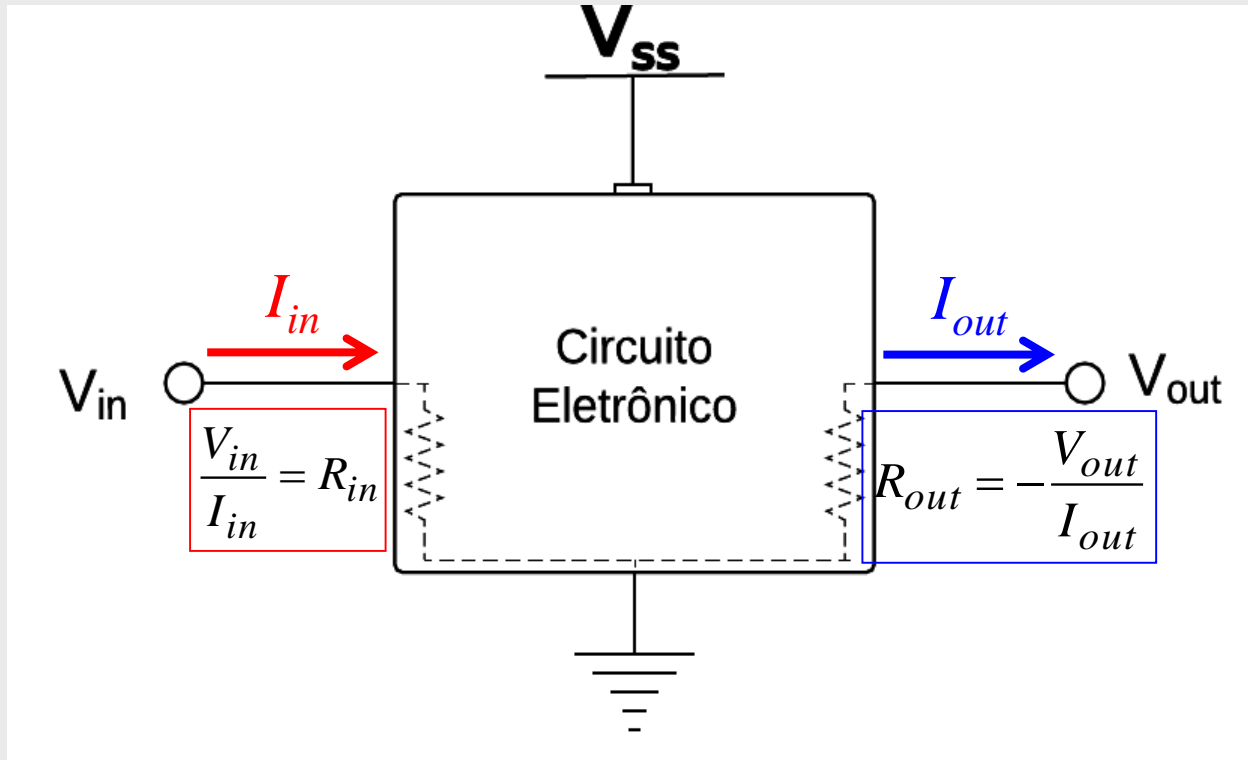 Vss
Iin
Iout
Circuito
Eletrônico
Vin
Vout
Vin/Iin = Rin
Rout = −Vout/Iout